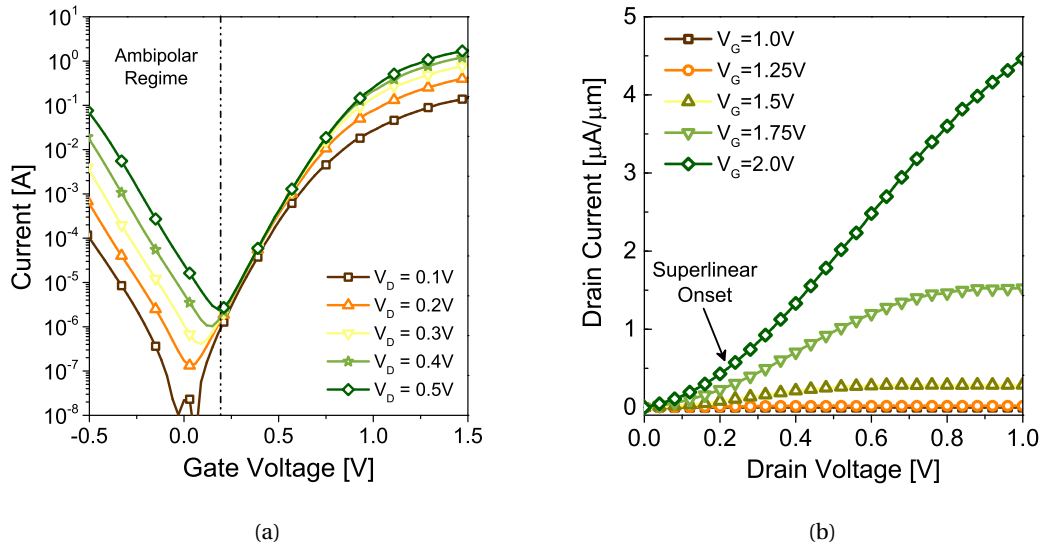 Ambipolar
Regime
Current [A]
10^1
10^0
10^-1
10^-2
10^-3
10^-4
10^-5
10^-6
10^-7
10^-8
V_D = 0.1V
V_D = 0.2V
V_D = 0.3V
V_D = 0.4V
V_D = 0.5V
-0.5 0.0 0.5 1.0 1.5
Gate Voltage [V]
(a)
Drain Current [µA/µm]
5
4
3
2
1
0
V_G=1.0V
V_G=1.25V
V_G=1.5V
V_G=1.75V
V_G=2.0V
Superlinear
Onset
0.0 0.2 0.4 0.6 0.8 1.0
Drain Voltage [V]
(b)